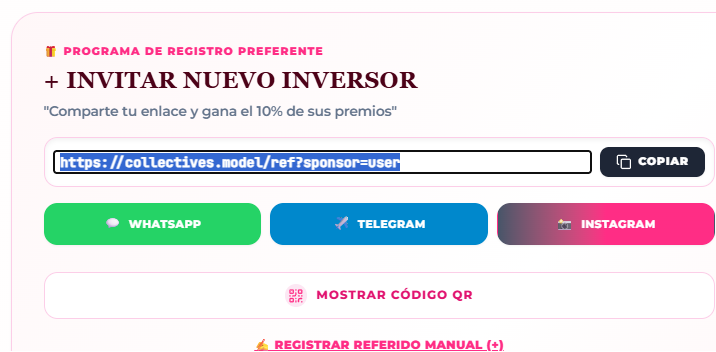 🎁 PROGRAMA DE REGISTRO PREFERENTE
+ INVITAR NUEVO INVERSOR
"Comparte tu enlace y gana el 10% de sus premios"
https://collectives.model/ref?sponsor=user
COPIAR
💬 WHATSAPP
✈️ TELEGRAM
📸 INSTAGRAM
MOSTRAR CÓDIGO QR
✍️ REGISTRAR REFERIDO MANUAL (+)